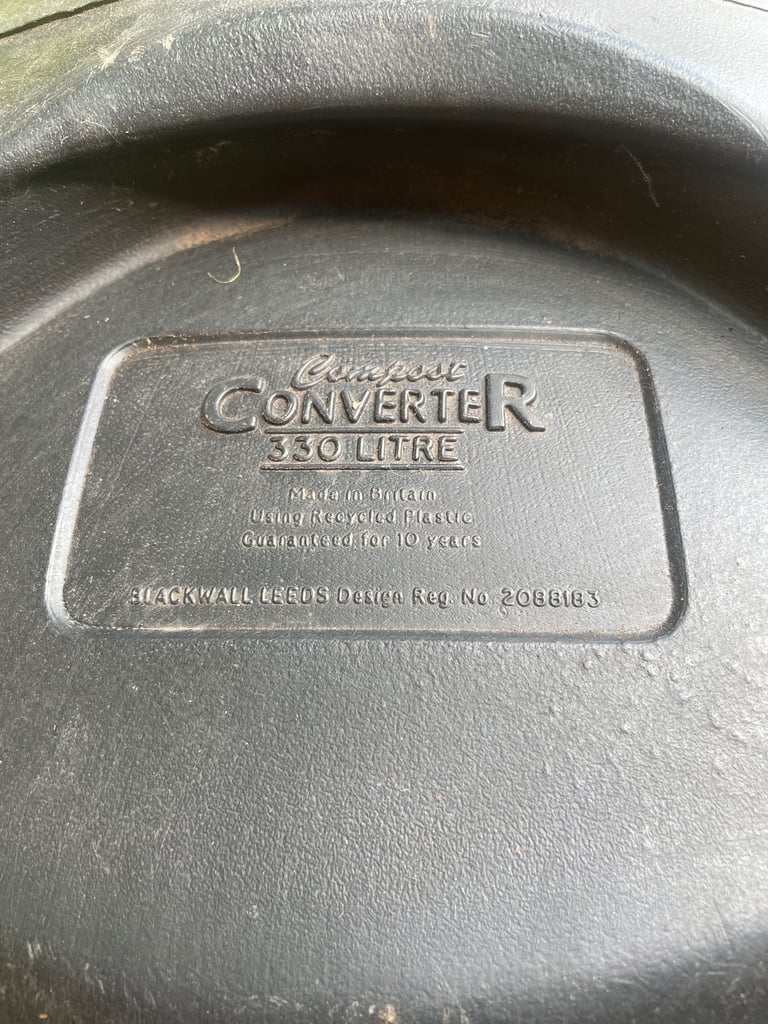 Compost
CONVERTER
330 LITRE
Made in Britain
Using Recycled Plastic
Guaranteed for 10 years
BLACKWALL LEEDS Design Reg. No 2088183